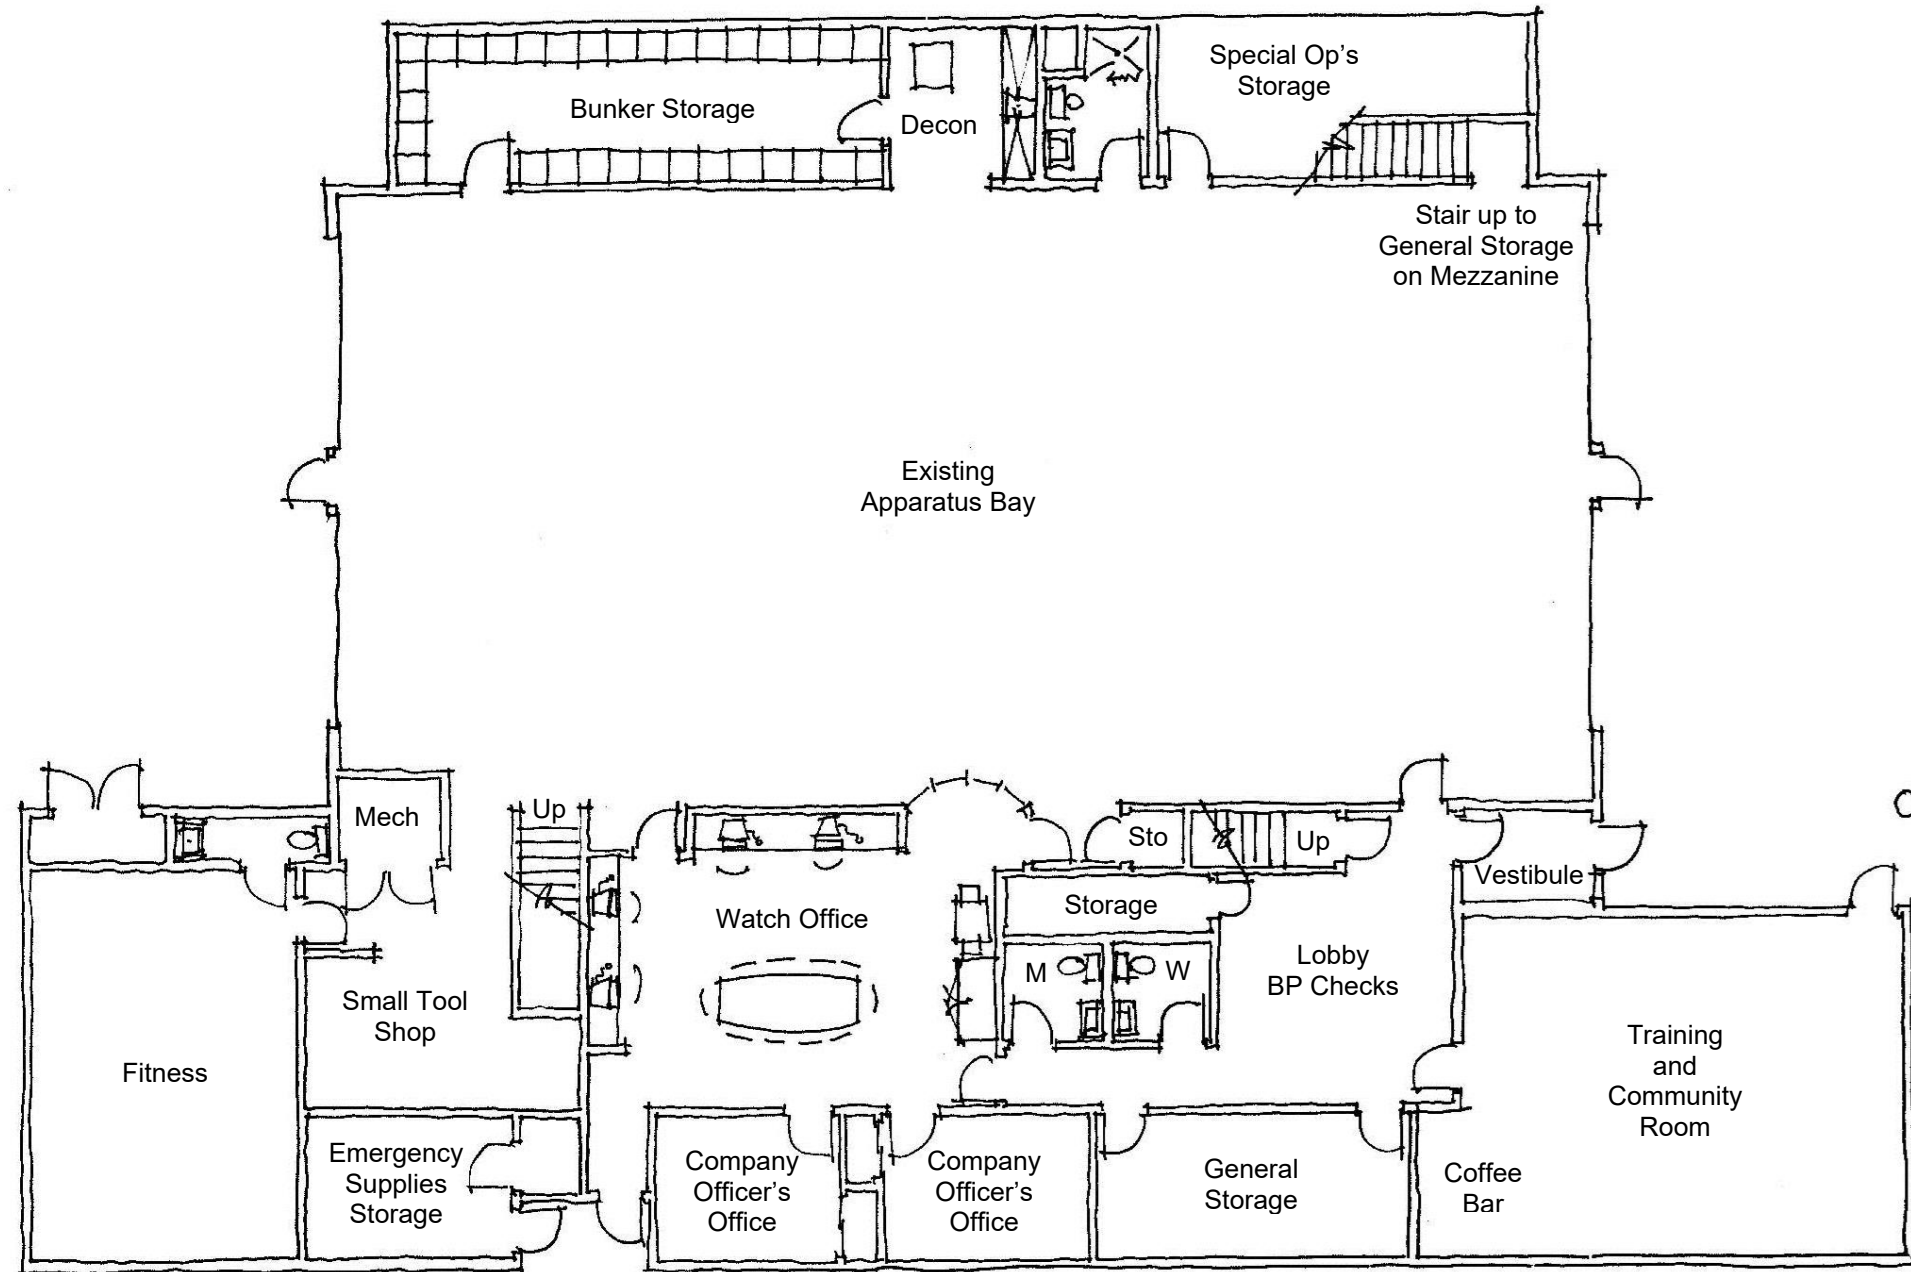 Special Op's
Storage
Bunker Storage
Decon
Stair up to
General Storage
on Mezzanine
Existing
Apparatus Bay
Mech
Up
Sto
Up
Vestibule
Watch Office
Storage
Lobby
BP Checks
M
W
Small Tool
Shop
Fitness
Training
and
Community
Room
Emergency
Supplies
Storage
Company
Officer's
Office
Company
Officer's
Office
General
Storage
Coffee
Bar